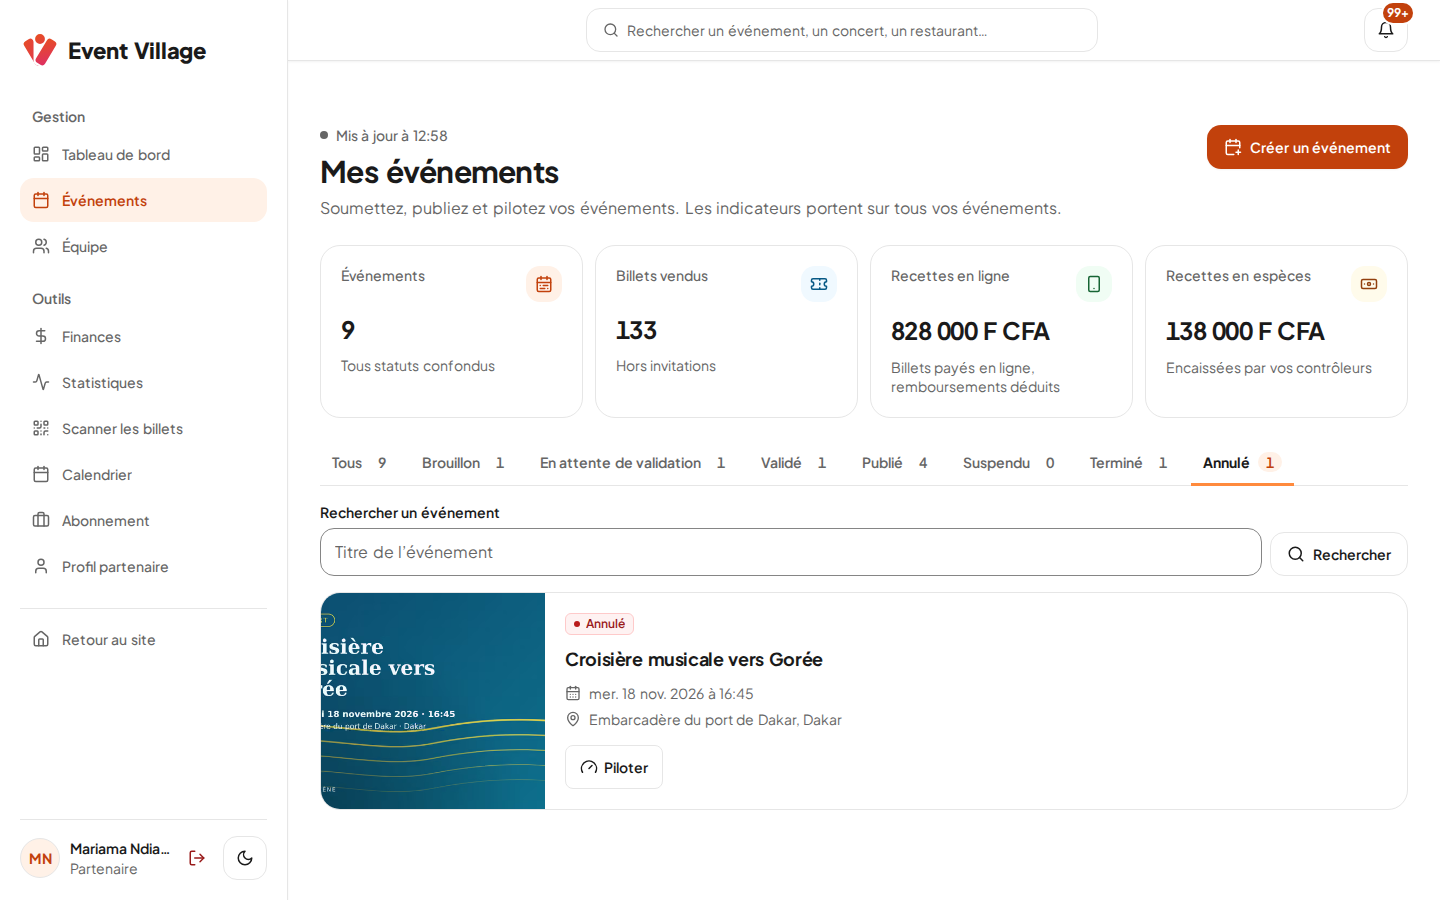 Event Village
Rechercher un événement, un concert, un restaurant...
99+
Gestion
Tableau de bord
Événements
Équipe
Outils
Finances
Statistiques
Scanner les billets
Calendrier
Abonnement
Profil partenaire
Retour au site
MN
Mariama Ndia...
Partenaire
Mis à jour à 12:58
Mes événements
Soumettez, publiez et pilotez vos événements. Les indicateurs portent sur tous vos événements.
Créer un événement
Événements
9
Tous statuts confondus
Billets vendus
133
Hors invitations
Recettes en ligne
828 000 F CFA
Billets payés en ligne,
remboursements déduits
Recettes en espèces
138 000 F CFA
Encaissées par vos contrôleurs
Tous 9 Brouillon 1 En attente de validation 1 Validé 1 Publié 4 Suspendu 0 Terminé 1 Annulé 1
Rechercher un événement
Titre de l’événement
Rechercher
isière
sicale vers
rée
i 18 novembre 2026 · 16:45
ère du port de Dakar · Dakar
Annulé
Croisière musicale vers Gorée
mer. 18 nov. 2026 à 16:45
Embarcadère du port de Dakar, Dakar
Piloter